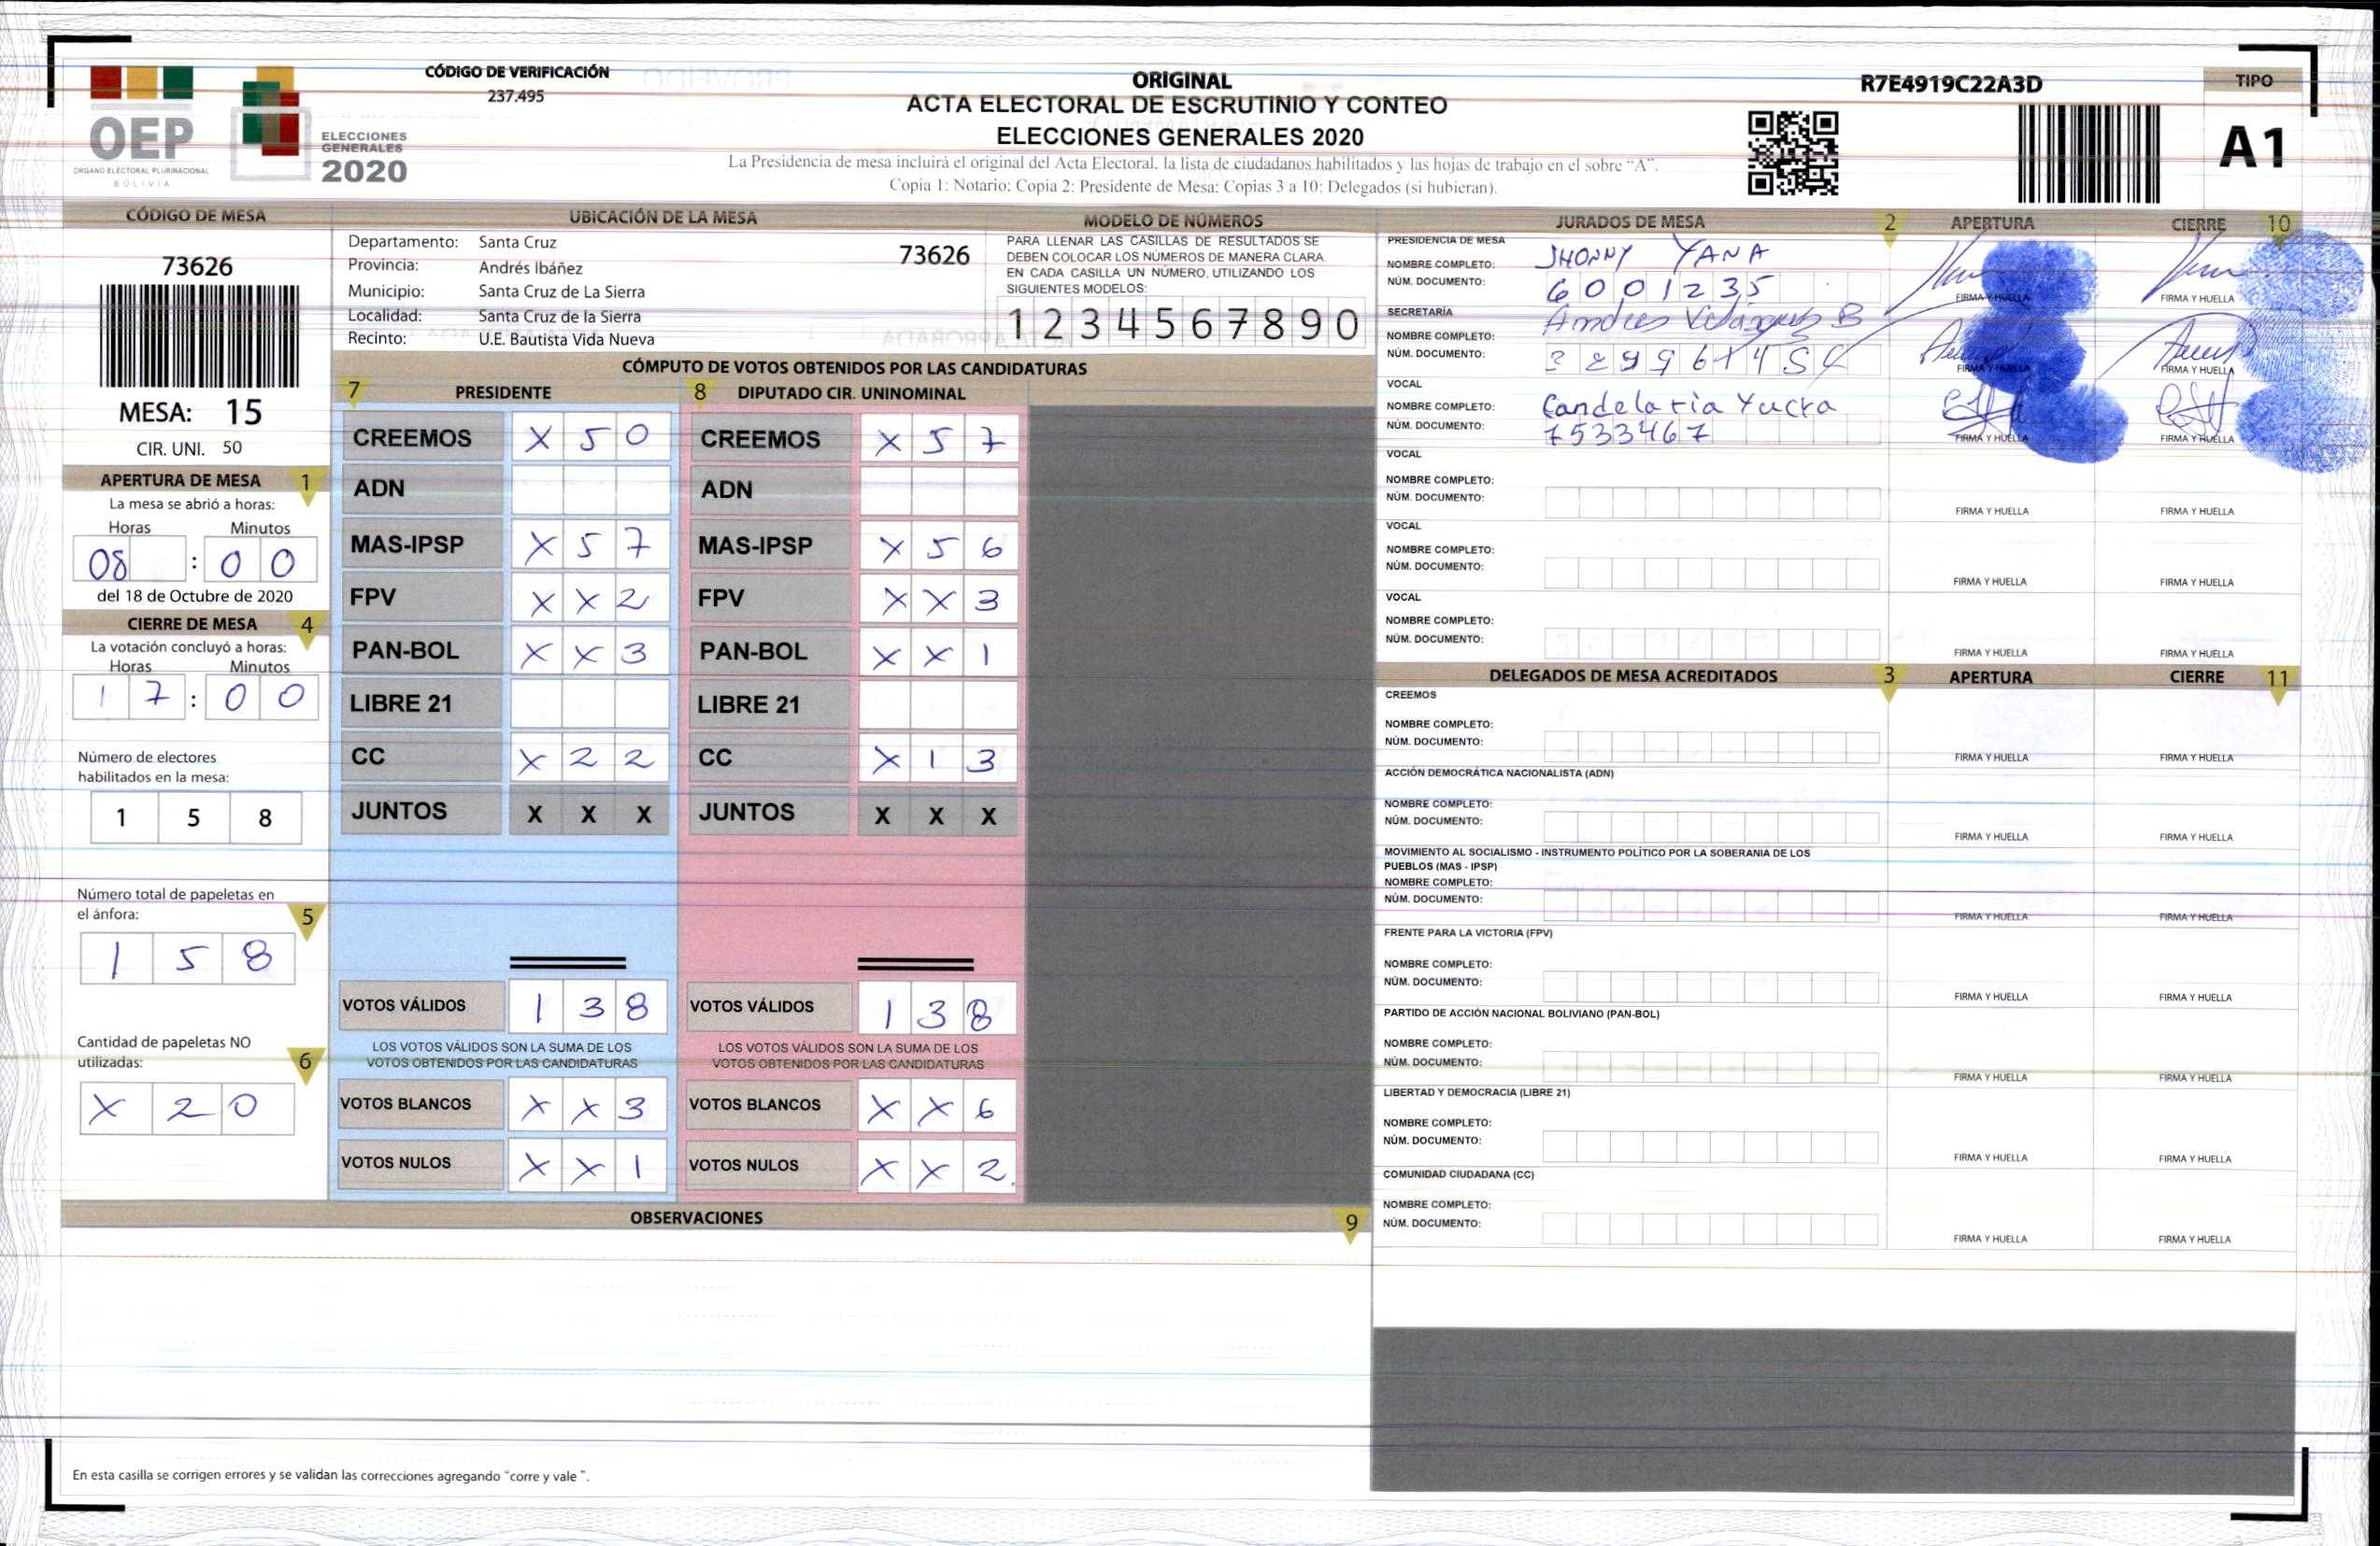 CÓDIGO DE VERIFICACIÓN
237.495
OEP
ÓRGANO ELECTORAL PLURINACIONAL
BOLIVIA
ELECCIONES
GENERALES
2020
ORIGINAL
ACTA ELECTORAL DE ESCRUTINIO Y CONTEO
ELECCIONES GENERALES 2020
La Presidencia de mesa incluirá el original del Acta Electoral, la lista de ciudadanos habilitados y las hojas de trabajo en el sobre “A”.
Copia 1: Notario; Copia 2: Presidente de Mesa; Copias 3 a 10: Delegados (si hubieran).
R7E4919C22A3D
TIPO
A1
CÓDIGO DE MESA
73626
MESA: 15
CIR. UNI. 50
APERTURA DE MESA 1
La mesa se abrió a horas:
Horas Minutos
08 : 0 0
del 18 de Octubre de 2020
CIERRE DE MESA 4
La votación concluyó a horas:
Horas Minutos
1 7 : 0 0
Número de electores
habilitados en la mesa:
1 5 8
Número total de papeletas en
el ánfora:
5
1 5 8
Cantidad de papeletas NO
utilizadas:
6
X 2 0
UBICACIÓN DE LA MESA
Departamento: Santa Cruz
73626
Provincia: Andrés Ibáñez
Municipio: Santa Cruz de La Sierra
Localidad: Santa Cruz de la Sierra
Recinto: U.E. Bautista Vida Nueva
MODELO DE NÚMEROS
PARA LLENAR LAS CASILLAS DE RESULTADOS SE
DEBEN COLOCAR LOS NÚMEROS DE MANERA CLARA.
EN CADA CASILLA UN NÚMERO, UTILIZANDO LOS
SIGUIENTES MODELOS:
1 2 3 4 5 6 7 8 9 0
CÓMPUTO DE VOTOS OBTENIDOS POR LAS CANDIDATURAS
7 PRESIDENTE 8 DIPUTADO CIR. UNINOMINAL
CREEMOS X 5 0 CREEMOS X 5 7
ADN ADN
MAS-IPSP X 5 7 MAS-IPSP X 5 6
FPV X X 2 FPV X X 3
PAN-BOL X X 3 PAN-BOL X X 1
LIBRE 21 LIBRE 21
CC X 2 2 CC X 1 3
JUNTOS X X X JUNTOS X X X
VOTOS VÁLIDOS 1 3 8 VOTOS VÁLIDOS 1 3 8
LOS VOTOS VÁLIDOS SON LA SUMA DE LOS LOS VOTOS VÁLIDOS SON LA SUMA DE LOS
VOTOS OBTENIDOS POR LAS CANDIDATURAS VOTOS OBTENIDOS POR LAS CANDIDATURAS
VOTOS BLANCOS X X 3 VOTOS BLANCOS X X 6
VOTOS NULOS X X 1 VOTOS NULOS X X 2
OBSERVACIONES 9
En esta casilla se corrigen errores y se validan las correcciones agregando “corre y vale ”.
JURADOS DE MESA 2 APERTURA CIERRE 10
PRESIDENCIA DE MESA
NOMBRE COMPLETO: JHONNY YANA
NÚM. DOCUMENTO: 6 0 0 1 2 3 5
FIRMA Y HUELLA FIRMA Y HUELLA
SECRETARÍA
NOMBRE COMPLETO: Andres Velasquez B
NÚM. DOCUMENTO:
FIRMA Y HUELLA FIRMA Y HUELLA
VOCAL
NOMBRE COMPLETO: Candelaria Yucra
NÚM. DOCUMENTO: 7533467
FIRMA Y HUELLA FIRMA Y HUELLA
VOCAL
NOMBRE COMPLETO:
NÚM. DOCUMENTO:
FIRMA Y HUELLA FIRMA Y HUELLA
VOCAL
NOMBRE COMPLETO:
NÚM. DOCUMENTO:
FIRMA Y HUELLA FIRMA Y HUELLA
VOCAL
NOMBRE COMPLETO:
NÚM. DOCUMENTO:
FIRMA Y HUELLA FIRMA Y HUELLA
DELEGADOS DE MESA ACREDITADOS 3 APERTURA CIERRE 11
CREEMOS
NOMBRE COMPLETO:
NÚM. DOCUMENTO:
FIRMA Y HUELLA FIRMA Y HUELLA
ACCIÓN DEMOCRÁTICA NACIONALISTA (ADN)
NOMBRE COMPLETO:
NÚM. DOCUMENTO:
FIRMA Y HUELLA FIRMA Y HUELLA
MOVIMIENTO AL SOCIALISMO - INSTRUMENTO POLÍTICO POR LA SOBERANIA DE LOS
PUEBLOS (MAS - IPSP)
NOMBRE COMPLETO:
NÚM. DOCUMENTO:
FIRMA Y HUELLA FIRMA Y HUELLA
FRENTE PARA LA VICTORIA (FPV)
NOMBRE COMPLETO:
NÚM. DOCUMENTO:
FIRMA Y HUELLA FIRMA Y HUELLA
PARTIDO DE ACCIÓN NACIONAL BOLIVIANO (PAN-BOL)
NOMBRE COMPLETO:
NÚM. DOCUMENTO:
FIRMA Y HUELLA FIRMA Y HUELLA
LIBERTAD Y DEMOCRACIA (LIBRE 21)
NOMBRE COMPLETO:
NÚM. DOCUMENTO:
FIRMA Y HUELLA FIRMA Y HUELLA
COMUNIDAD CIUDADANA (CC)
NOMBRE COMPLETO:
NÚM. DOCUMENTO:
FIRMA Y HUELLA FIRMA Y HUELLA